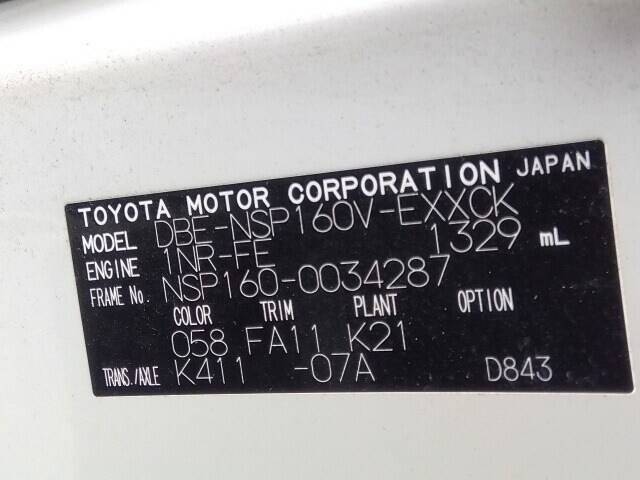 TOYOTA MOTOR CORPORATION JAPAN
MODEL DBE-NSP160V-EXXCK
ENGINE 1NR-FE 1329 mL
FRAME No. NSP160-0034287
COLOR TRIM PLANT OPTION
058 FA11 K21
TRANS./AXLE K411 -07A D843